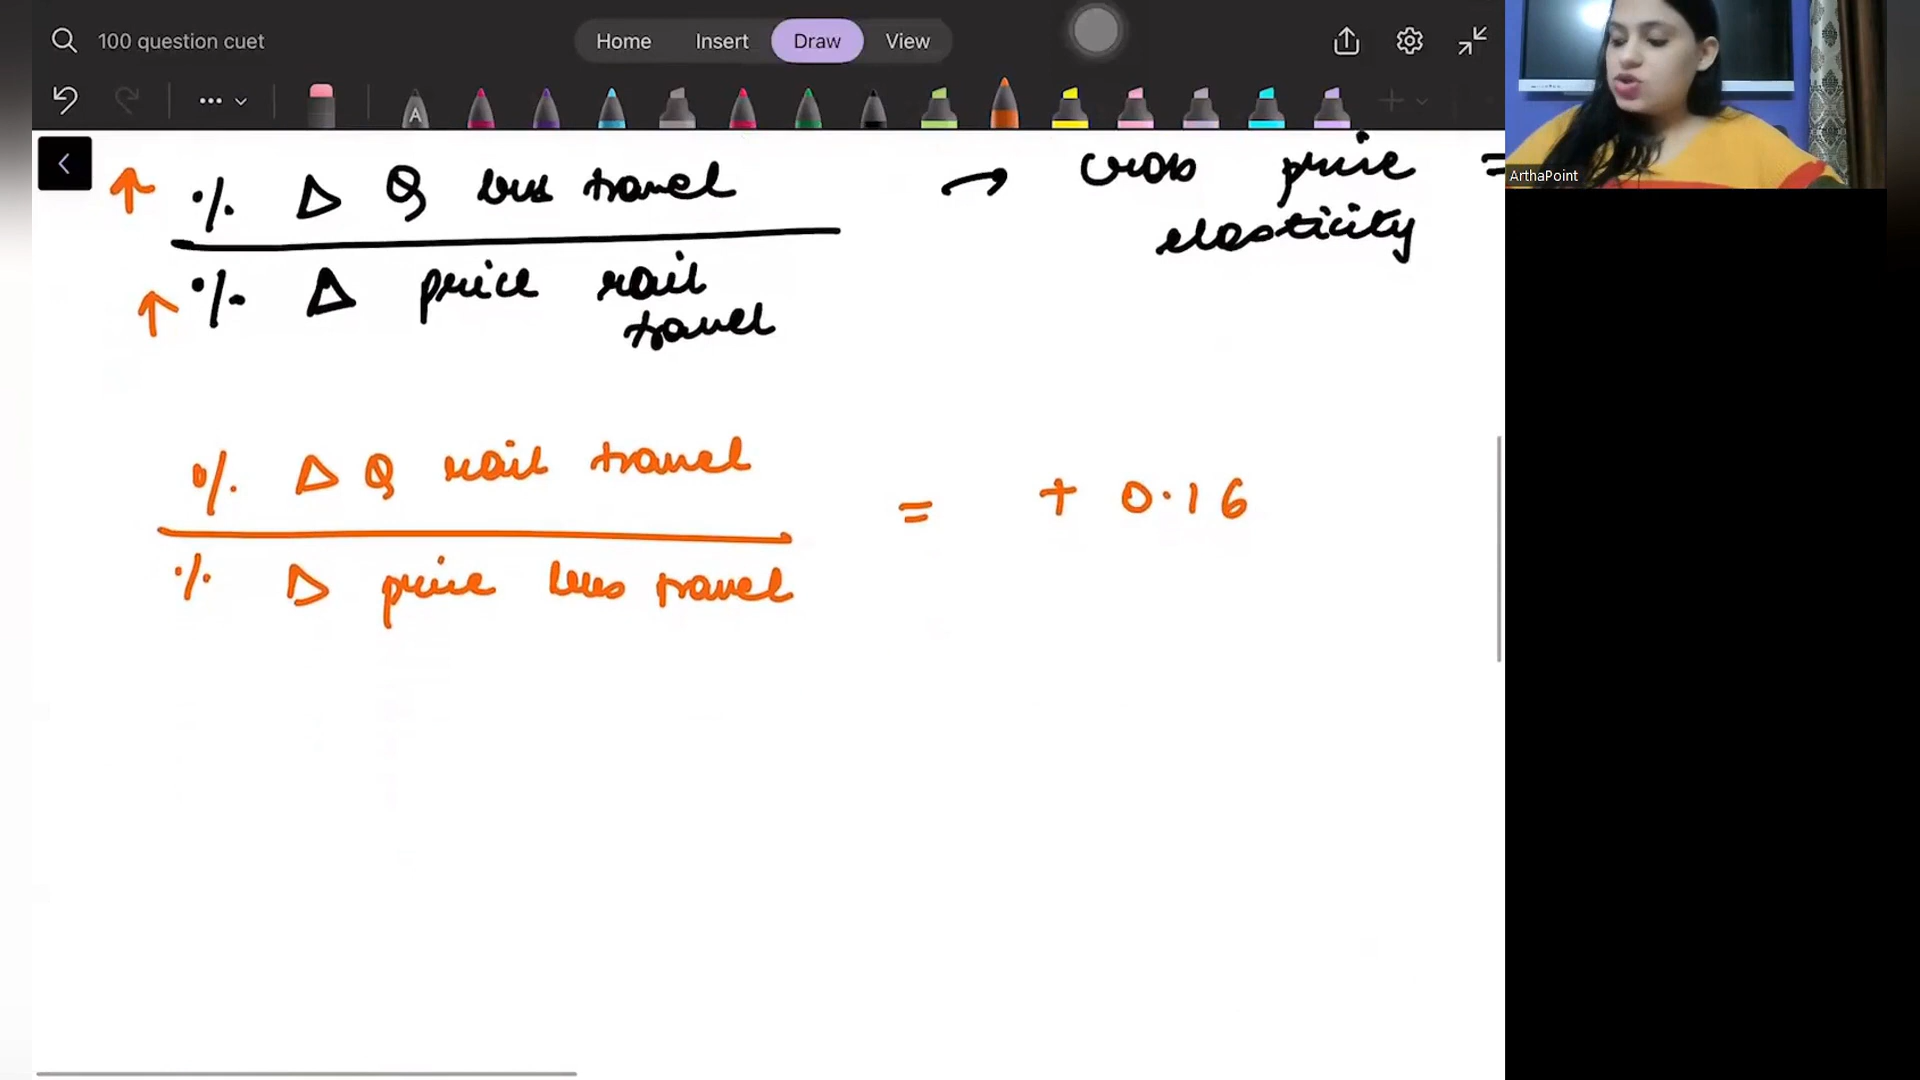 100 question cuet
Home Insert Draw View
A
ArthaPoint
% Δ Q bus travel → cross price =
elasticity
% Δ price rail
travel
% Δ Q rail travel
= + 0.16
% Δ price bus travel